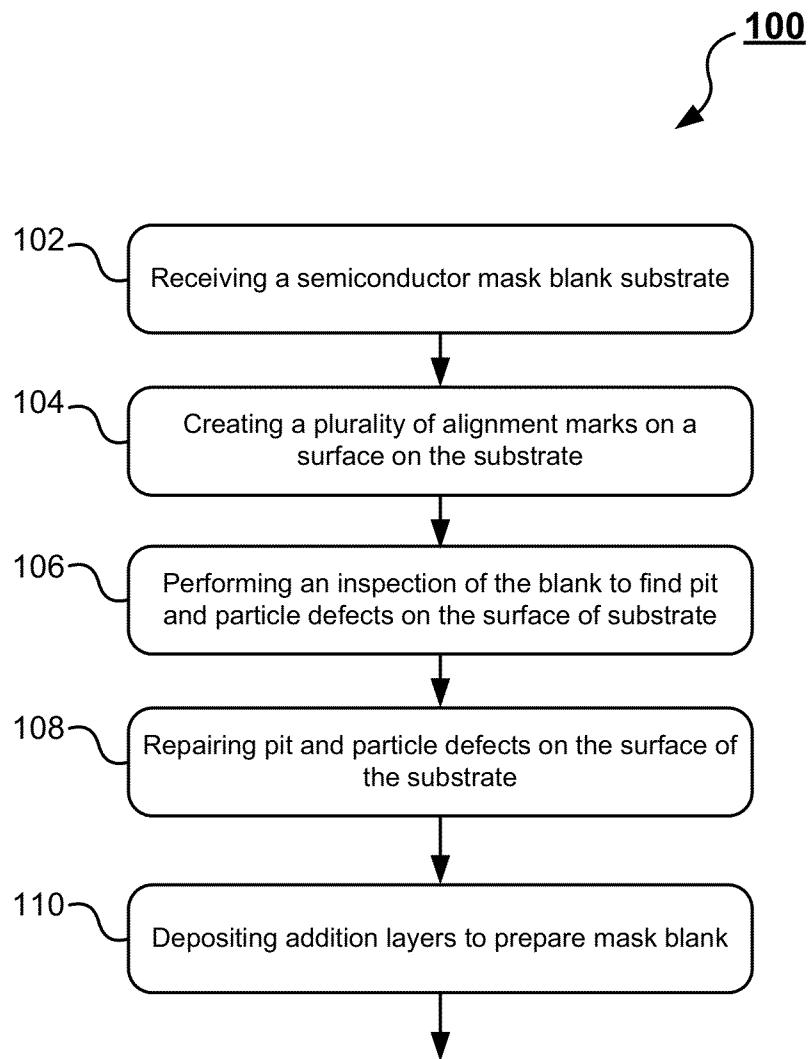 100
102
Receiving a semiconductor mask blank substrate
104
Creating a plurality of alignment marks on a
surface on the substrate
106
Performing an inspection of the blank to find pit
and particle defects on the surface of substrate
108
Repairing pit and particle defects on the surface of
the substrate
110
Depositing addition layers to prepare mask blank